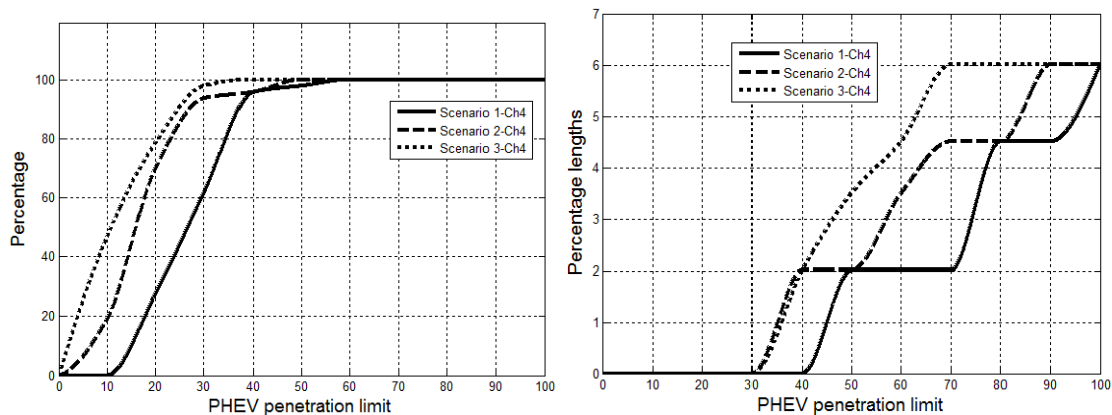 Percentage
100
80
60
40
20
0
0 10 20 30 40 50 60 70 80 90 100
PHEV penetration limit
Scenario 1-Ch4
Scenario 2-Ch4
Scenario 3-Ch4
Percentage lengths
7
6
5
4
3
2
1
0
0 10 20 30 40 50 60 70 80 90 100
PHEV penetration limit
Scenario 1-Ch4
Scenario 2-Ch4
Scenario 3-Ch4